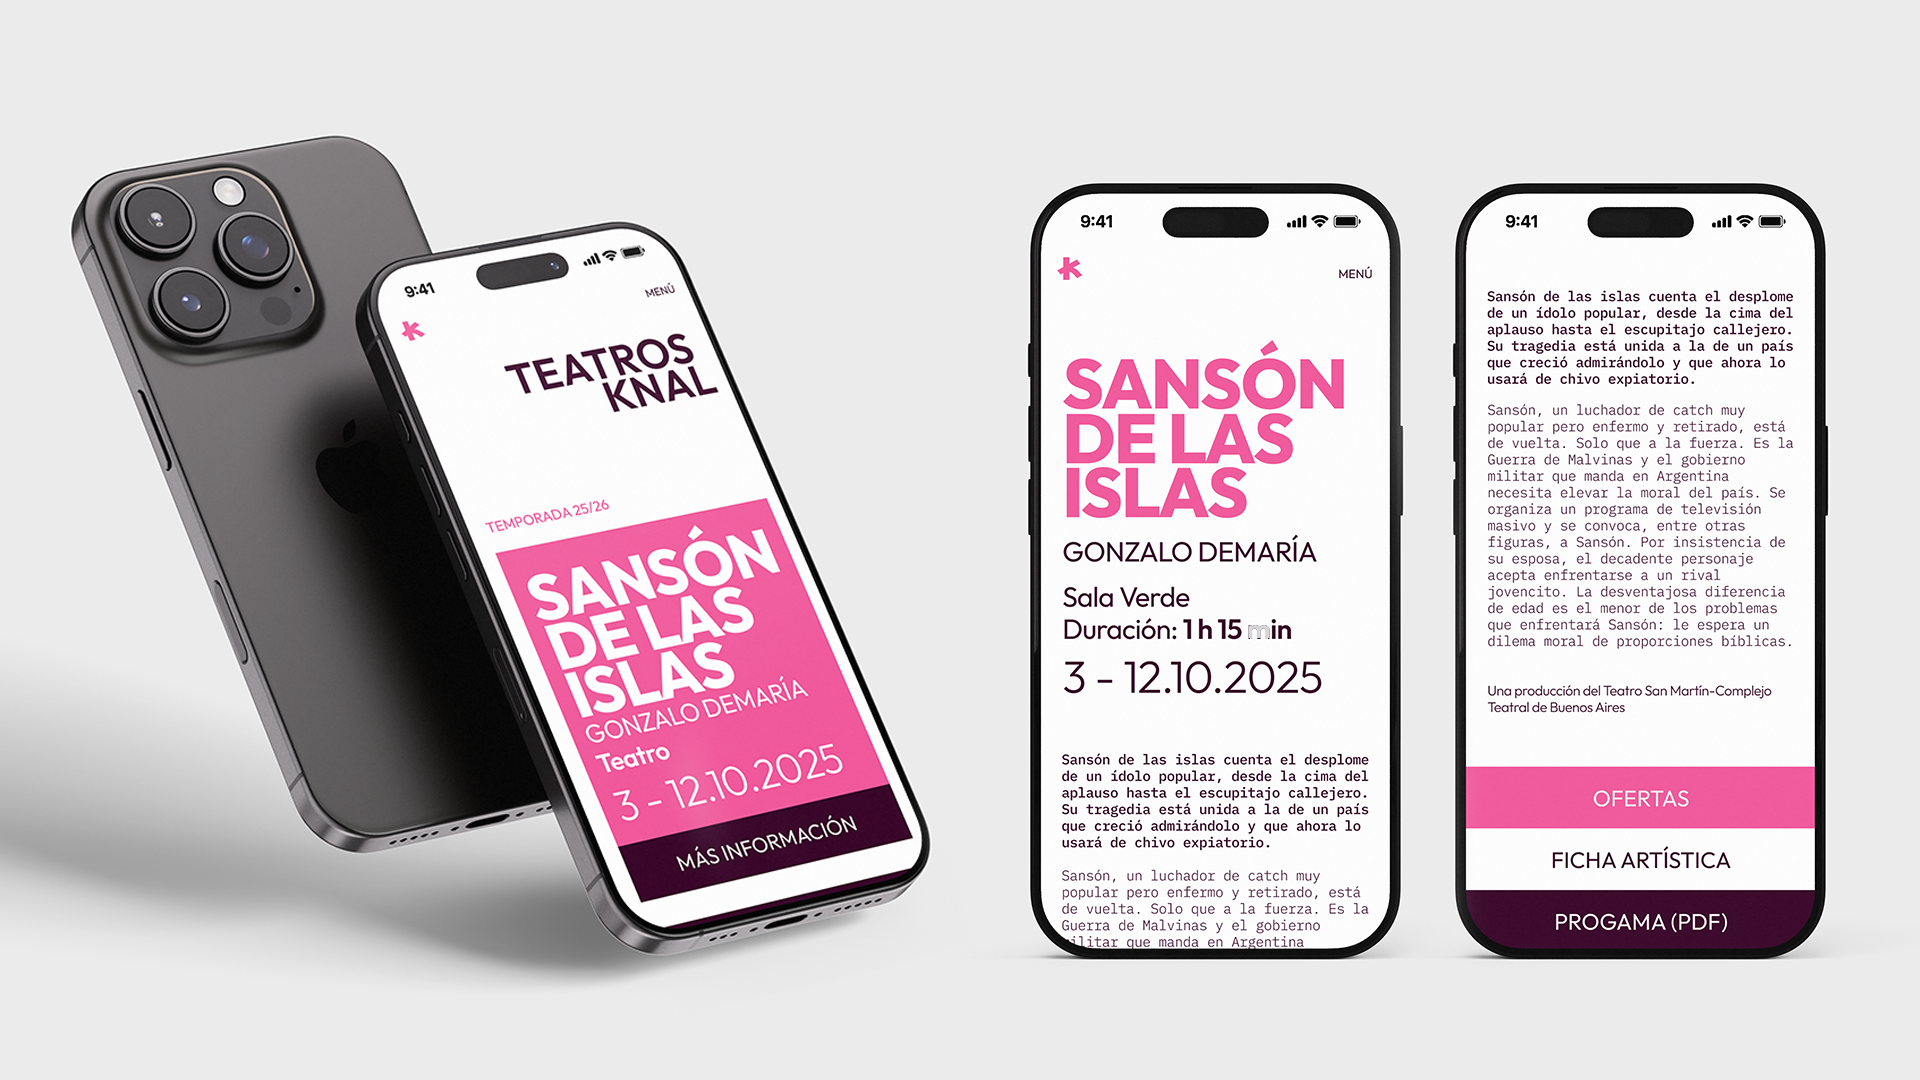 9:41
MENÚ
TEATROS
KNAL
TEMPORADA 25/26
SANSÓN
DE LAS
ISLAS
GONZALO DEMARÍA
Teatro
3 - 12.10.2025
MÁS INFORMACIÓN
9:41
MENÚ
SANSÓN
DE LAS
ISLAS
GONZALO DEMARÍA
Sala Verde
Duración: 1 h 15 min
3 - 12.10.2025
Sansón de las islas cuenta el desplome
de un ídolo popular, desde la cima del
aplauso hasta el escupitajo callejero.
Su tragedia está unida a la de un país
que creció admirándolo y que ahora lo
usará de chivo expiatorio.
Sansón, un luchador de catch muy
popular pero enfermo y retirado, está
de vuelta. Solo que a la fuerza. Es la
Guerra de Malvinas y el gobierno
militar que manda en Argentina
9:41
Sansón de las islas cuenta el desplome
de un ídolo popular, desde la cima del
aplauso hasta el escupitajo callejero.
Su tragedia está unida a la de un país
que creció admirándolo y que ahora lo
usará de chivo expiatorio.
Sansón, un luchador de catch muy
popular pero enfermo y retirado, está
de vuelta. Solo que a la fuerza. Es la
Guerra de Malvinas y el gobierno
militar que manda en Argentina
necesita elevar la moral del país. Se
organiza un programa de televisión
masivo y se convoca, entre otras
figuras, a Sansón. Por insistencia de
su esposa, el decadente personaje
acepta enfrentarse a un rival
jovencito. La desventajosa diferencia
de edad es el menor de los problemas
que enfrentará Sansón: le espera un
dilema moral de proporciones bíblicas.
Una producción del Teatro San Martín-Complejo
Teatral de Buenos Aires
OFERTAS
FICHA ARTÍSTICA
PROGAMA (PDF)